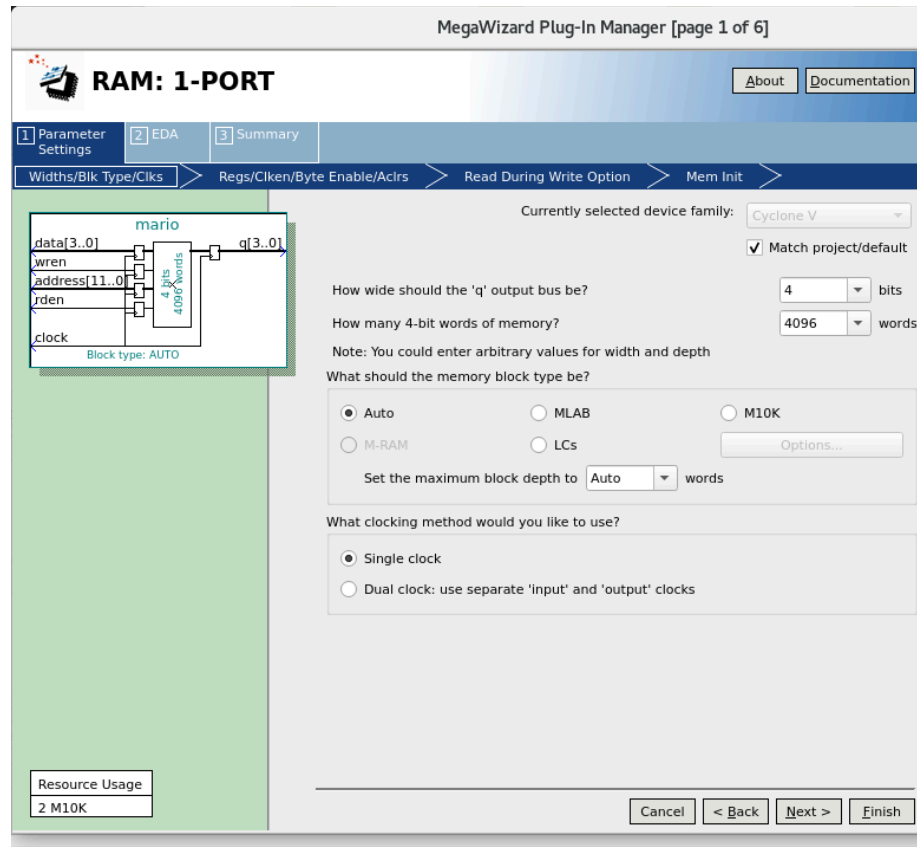 MegaWizard Plug-In Manager [page 1 of 6]
RAM: 1-PORT
About
Documentation
1 Parameter Settings
2 EDA
3 Summary
Widths/Blk Type/Clks
Regs/Clken/Byte Enable/Aclrs
Read During Write Option
Mem Init
mario
data[3..0]
q[3..0]
wren
address[11..0]
rden
4 bits
4096 words
clock
Block type: AUTO
Currently selected device family:
Cyclone V
Match project/default
How wide should the 'q' output bus be?
4
bits
How many 4-bit words of memory?
4096
words
Note: You could enter arbitrary values for width and depth
What should the memory block type be?
Auto
MLAB
M10K
M-RAM
LCs
Options...
Set the maximum block depth to
Auto
words
What clocking method would you like to use?
Single clock
Dual clock: use separate 'input' and 'output' clocks
Resource Usage
2 M10K
Cancel
< Back
Next >
Finish